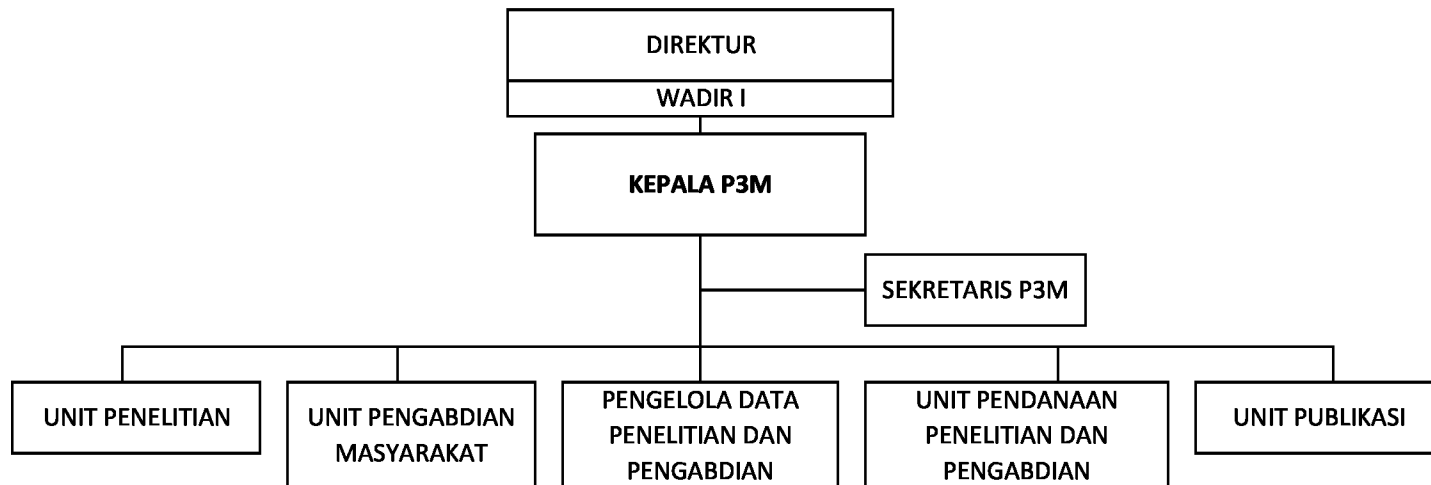 DIREKTUR
WADIR I
KEPALA P3M
SEKRETARIS P3M
UNIT PENELITIAN
UNIT PENGABDIAN
MASYARAKAT
PENGELOLA DATA
PENELITIAN DAN
PENGABDIAN
UNIT PENDANAAN
PENELITIAN DAN
PENGABDIAN
UNIT PUBLIKASI